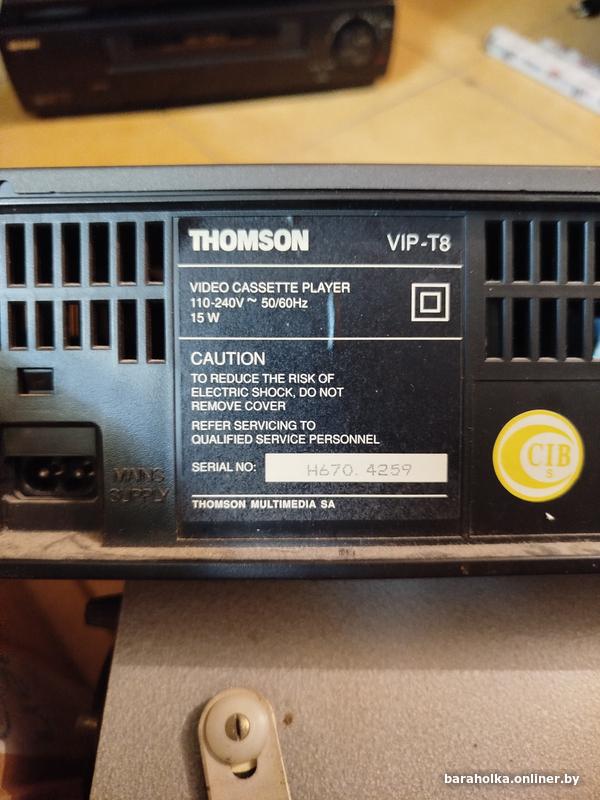 THOMSON VIP-T8
VIDEO CASSETTE PLAYER
110-240V ~ 50/60Hz
15 W
CAUTION
TO REDUCE THE RISK OF
ELECTRIC SHOCK, DO NOT
REMOVE COVER
REFER SERVICING TO
QUALIFIED SERVICE PERSONNEL
SERIAL NO: H670. 4259
THOMSON MULTIMEDIA SA
MAINS
SUPPLY
CIB
S
baraholka.onliner.by